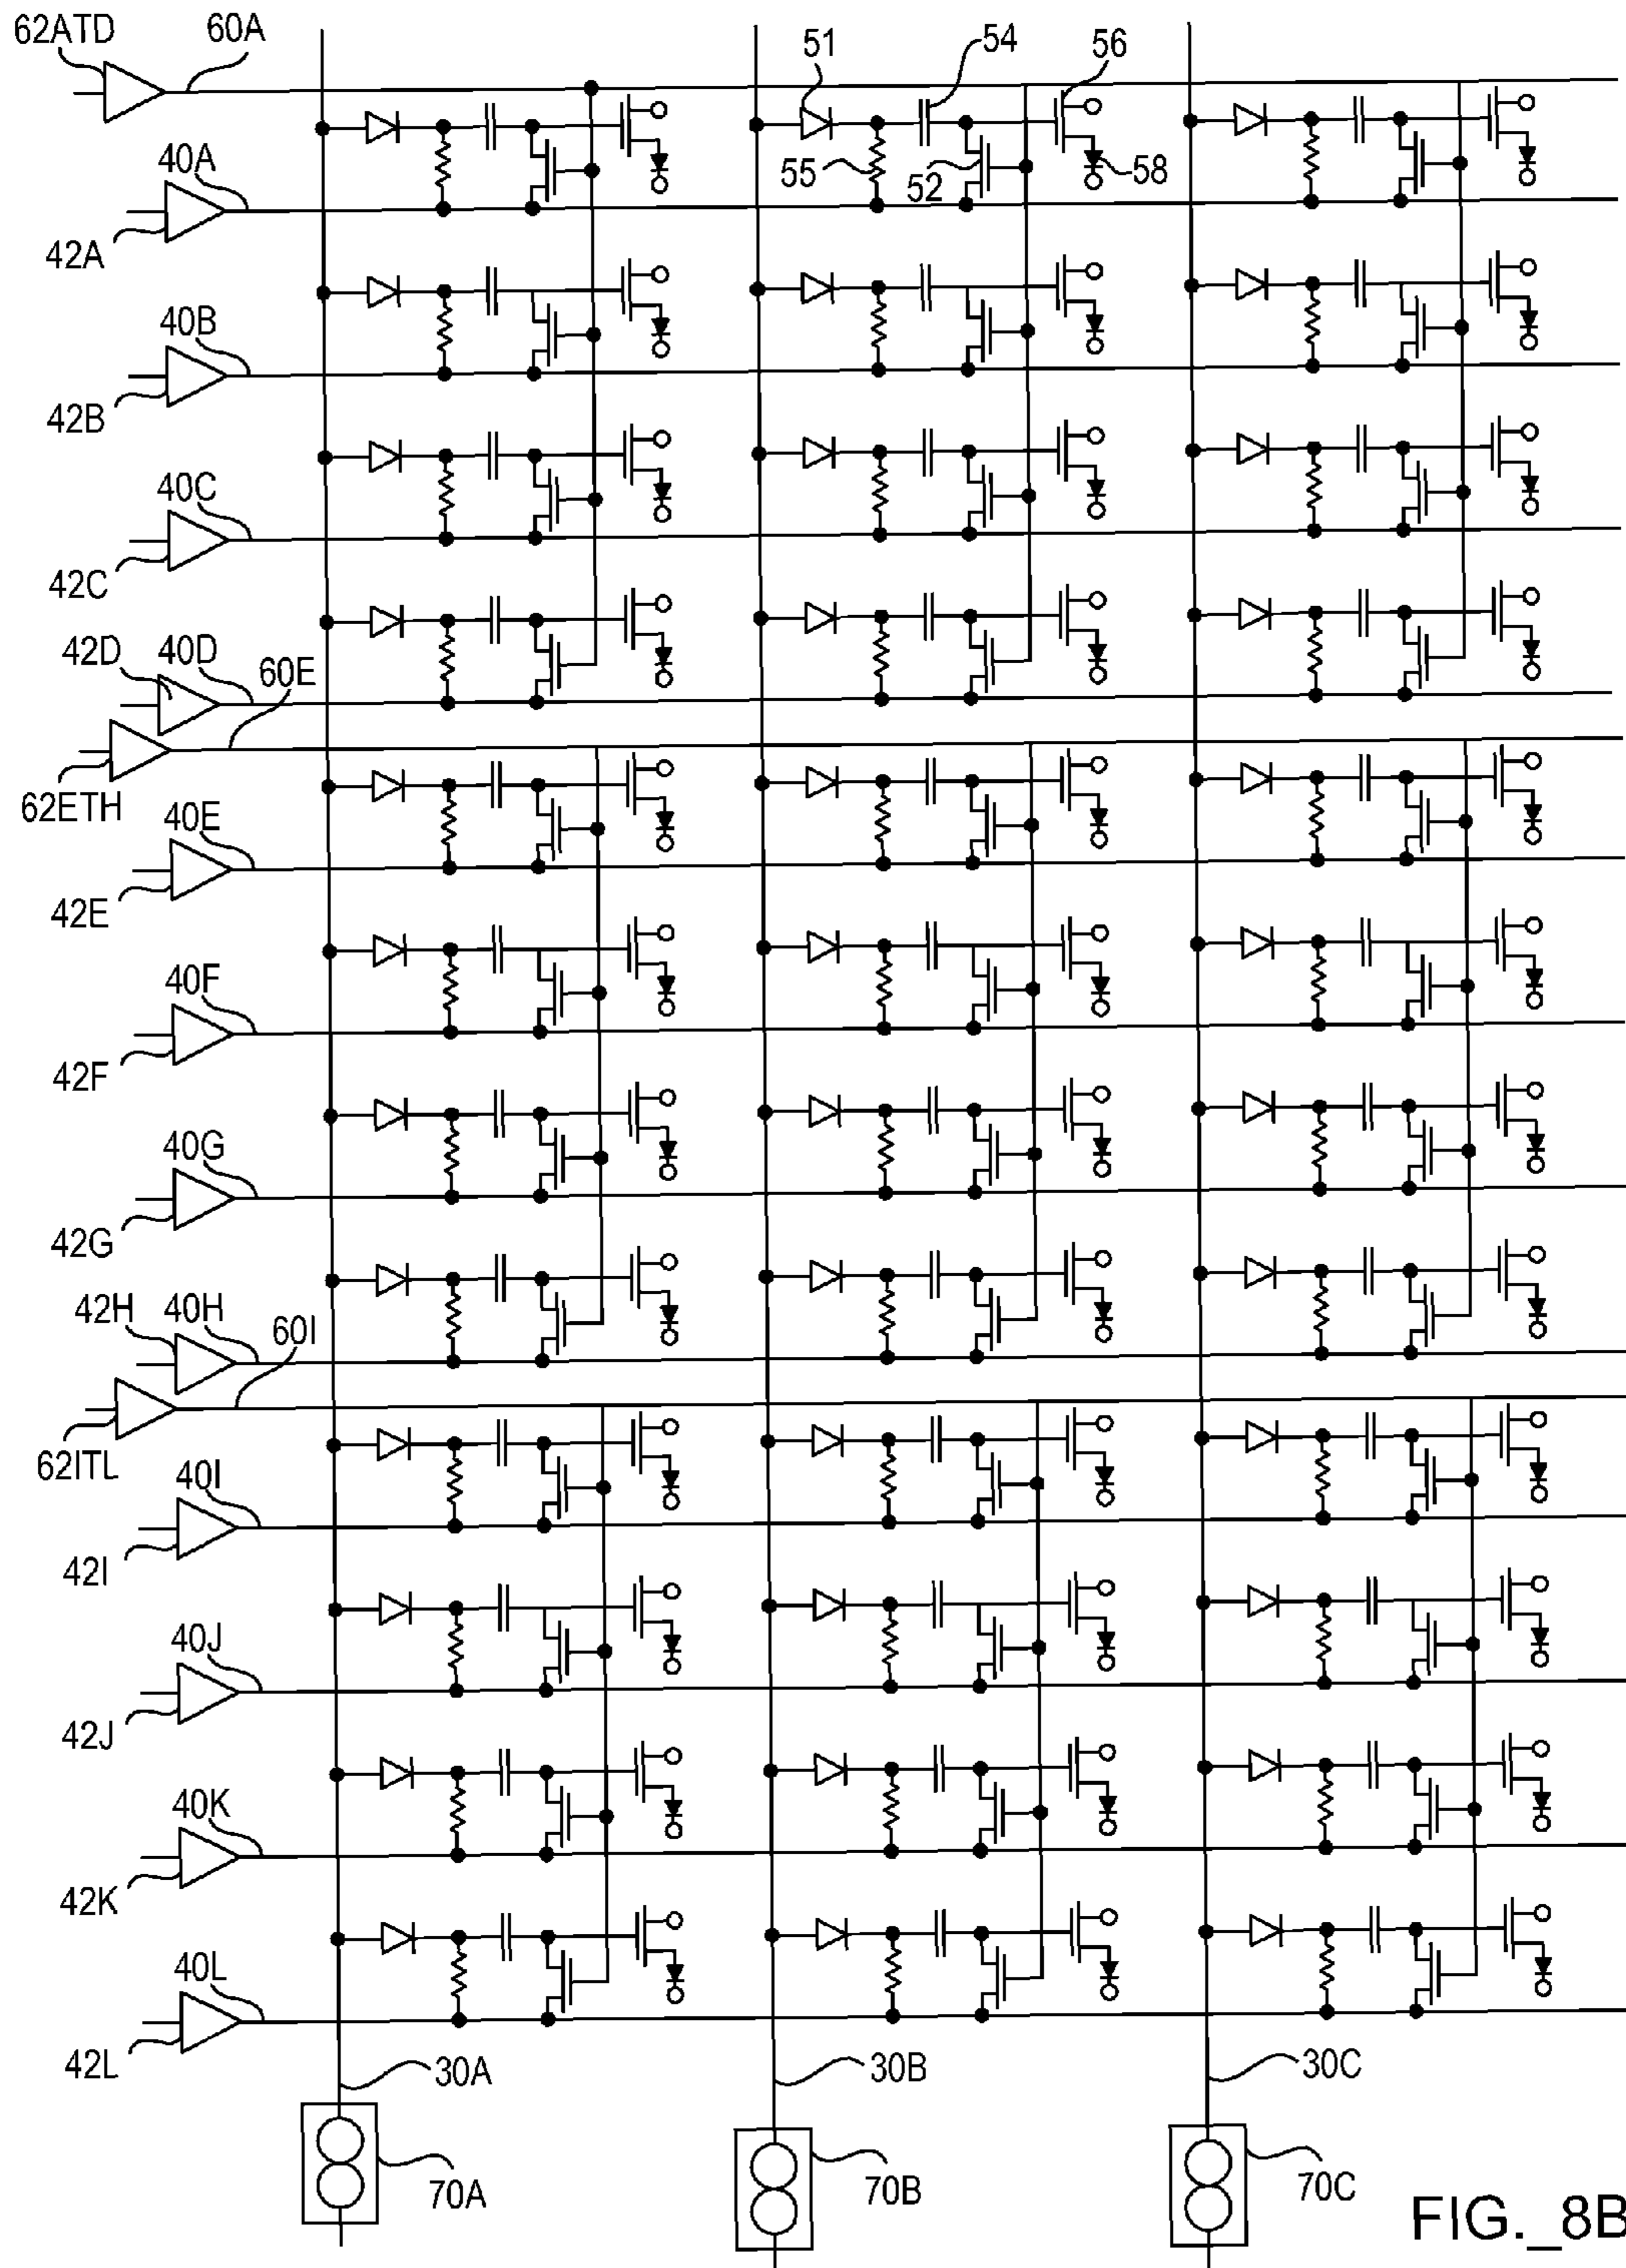 62ATD 60A 51 54 56
40A 55 52 58
42A
40B
42B
40C
42C
42D 40D 60E
62ETH 40E
42E
40F
42F
40G
42G
42H 40H 60I
62ITL 40I
42I
40J
42J
40K
42K
40L
42L 30A 30B 30C
70A 70B 70C
FIG._8B